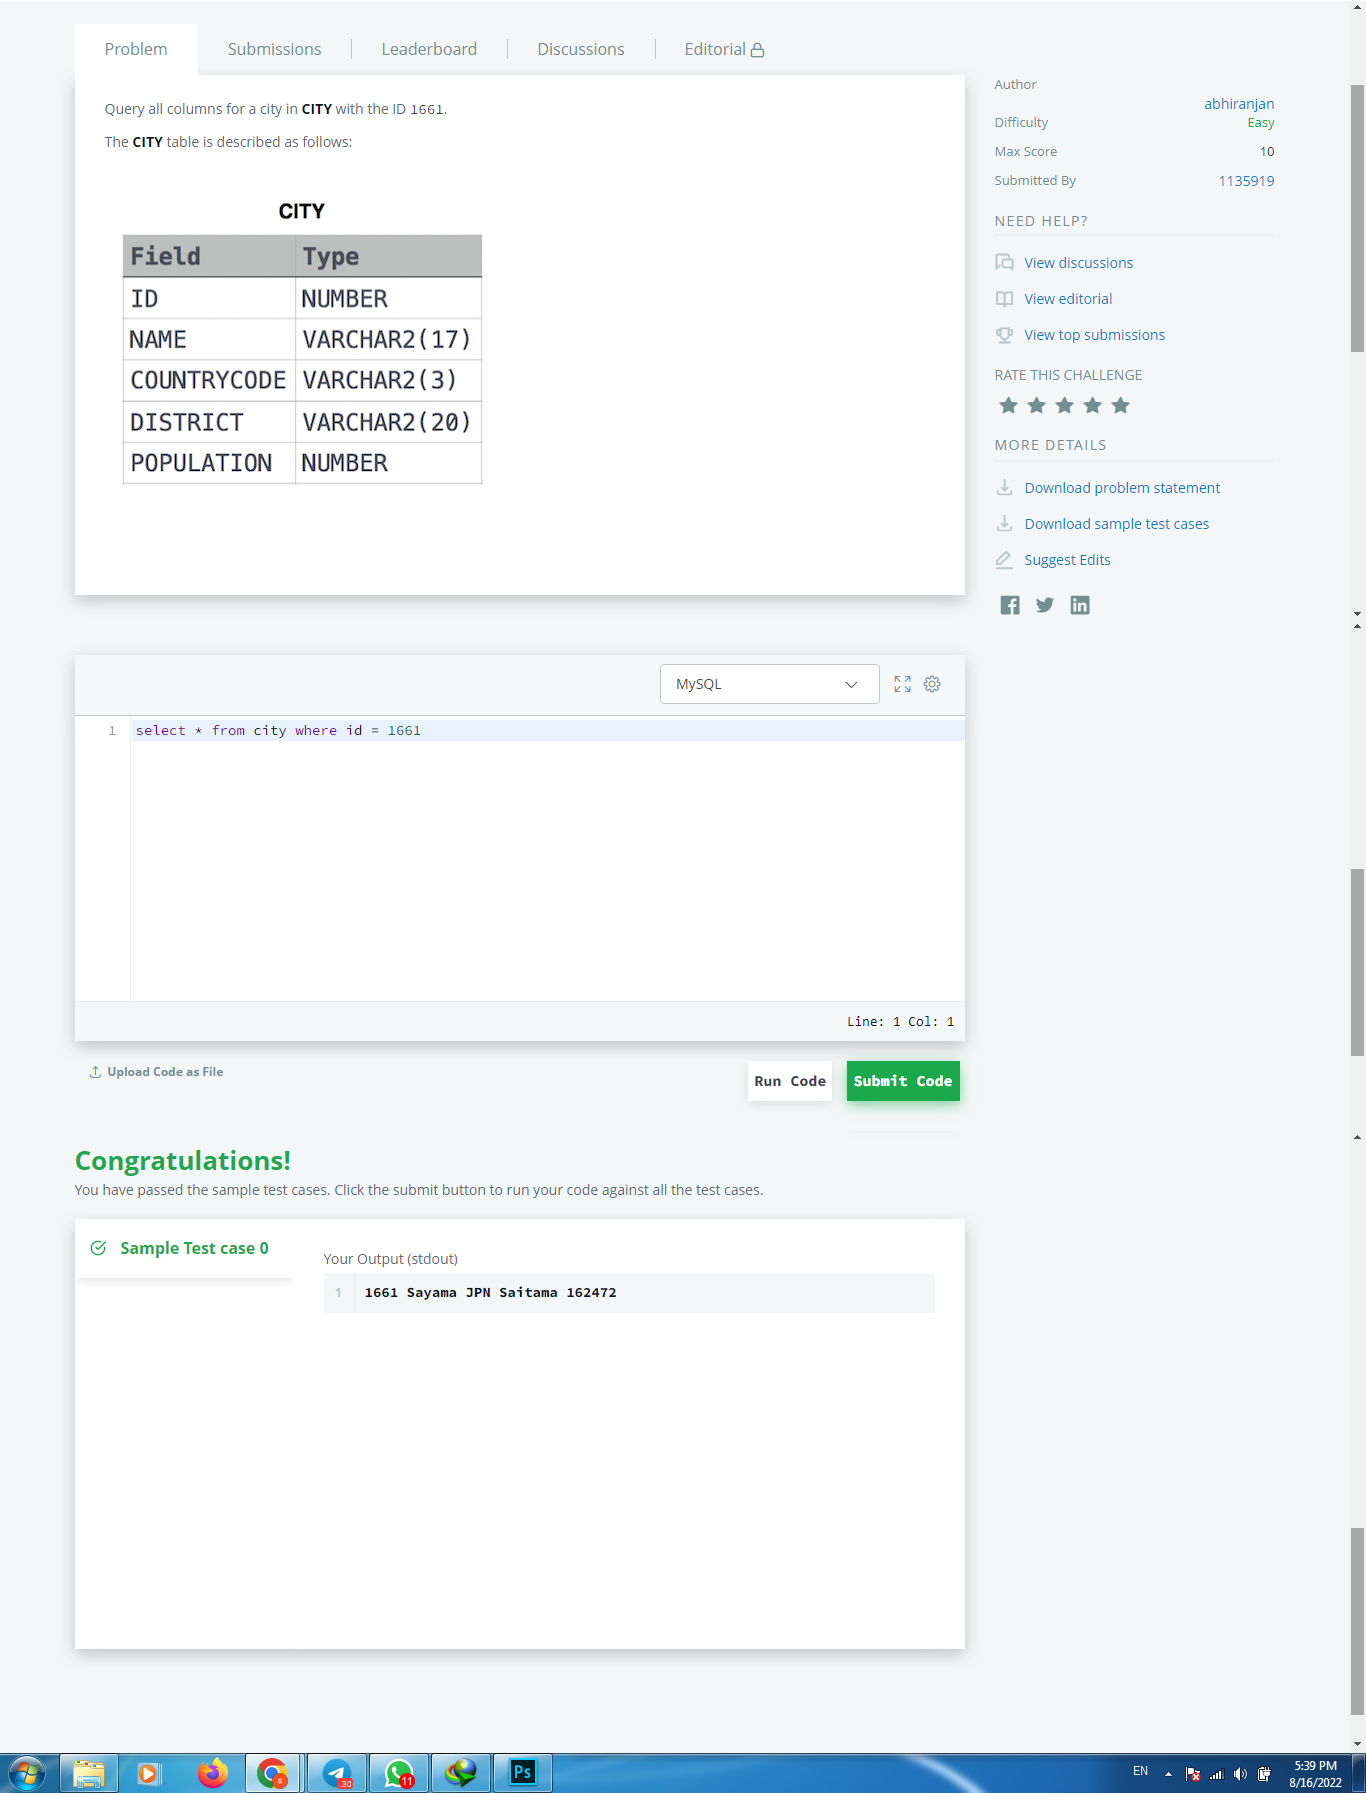 Problem
Submissions
Leaderboard
Discussions
Editorial
Query all columns for a city in CITY with the ID 1661.
The CITY table is described as follows:
CITY
Field Type
ID NUMBER
NAME VARCHAR2(17)
COUNTRYCODE VARCHAR2(3)
DISTRICT VARCHAR2(20)
POPULATION NUMBER
Author
abhiranjan
Difficulty Easy
Max Score 10
Submitted By 1135919
NEED HELP?
View discussions
View editorial
View top submissions
RATE THIS CHALLENGE
MORE DETAILS
Download problem statement
Download sample test cases
Suggest Edits
MySQL
1 select * from city where id = 1661
Line: 1 Col: 1
Upload Code as File
Run Code
Submit Code
Congratulations!
You have passed the sample test cases. Click the submit button to run your code against all the test cases.
Sample Test case 0
Your Output (stdout)
1 1661 Sayama JPN Saitama 162472
s
30
11
Ps
EN
5:39 PM
8/16/2022